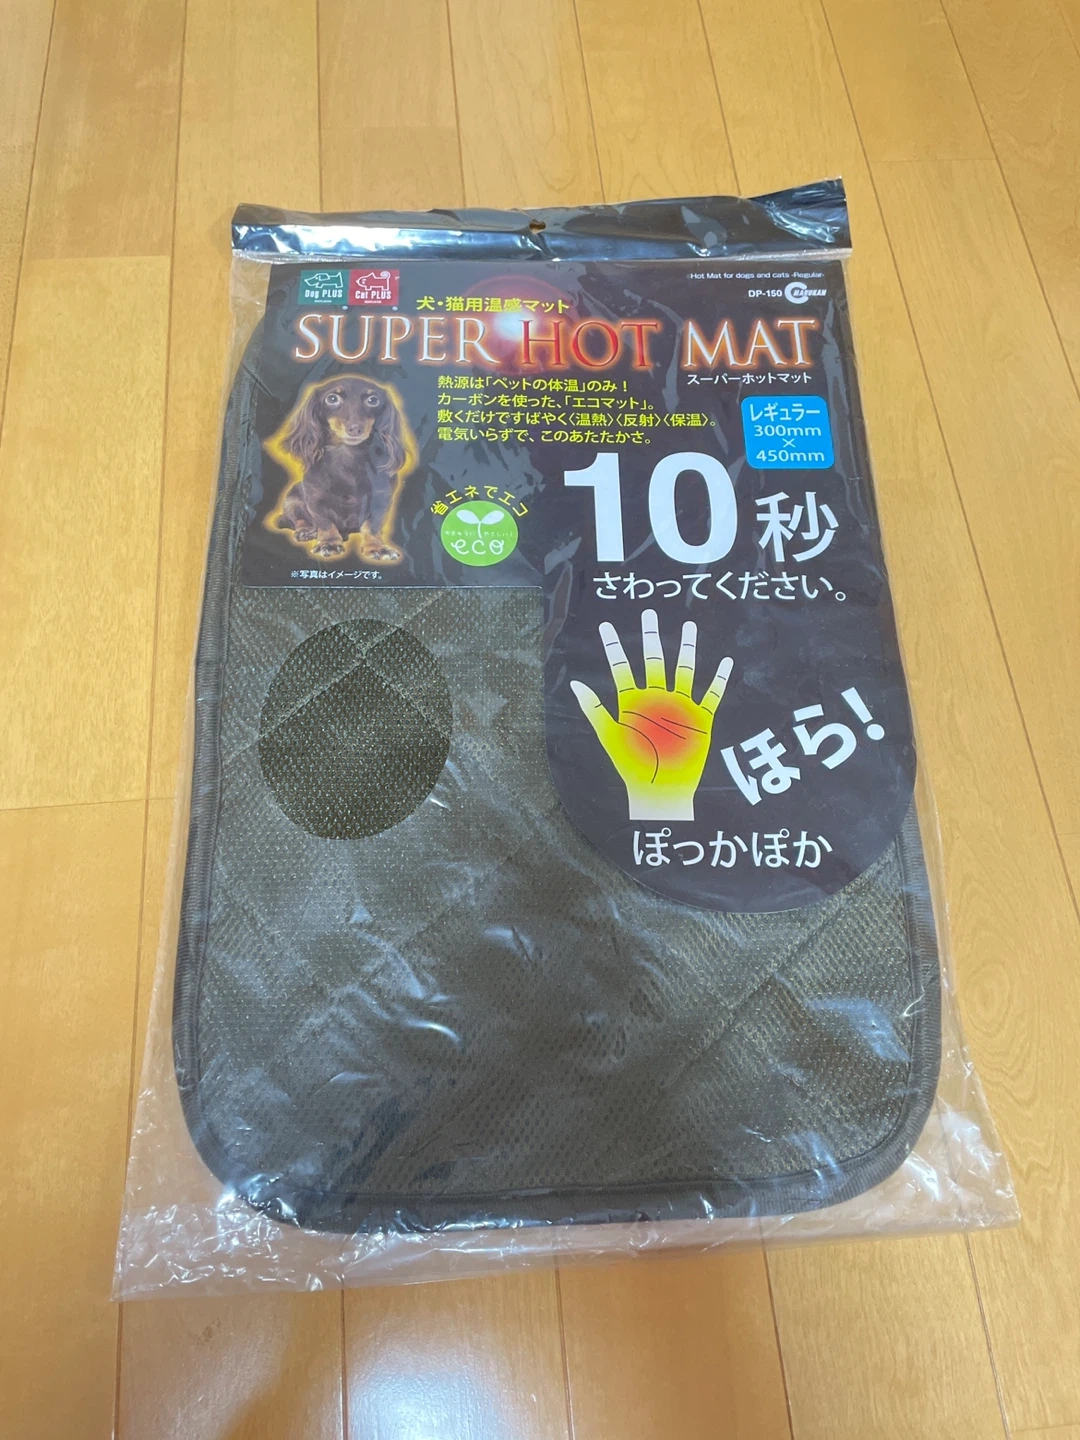 Hot Mat for dogs and cats -Regular-
Dog PLUS
Cat PLUS
DP-150 MARUKAN
犬・猫用温感マット
SUPER HOT MAT
スーパーホットマット
熱源は「ペットの体温」のみ！
カーボンを使った、「エコマット」。
敷くだけですばやく〈温熱〉〈反射〉〈保温〉。
電気いらずで、このあたたかさ。
レギュラー
300mm
×
450mm
省エネでエコ
eco
※写真はイメージです。
10秒
さわってください。
ほら!
ぽっかぽか